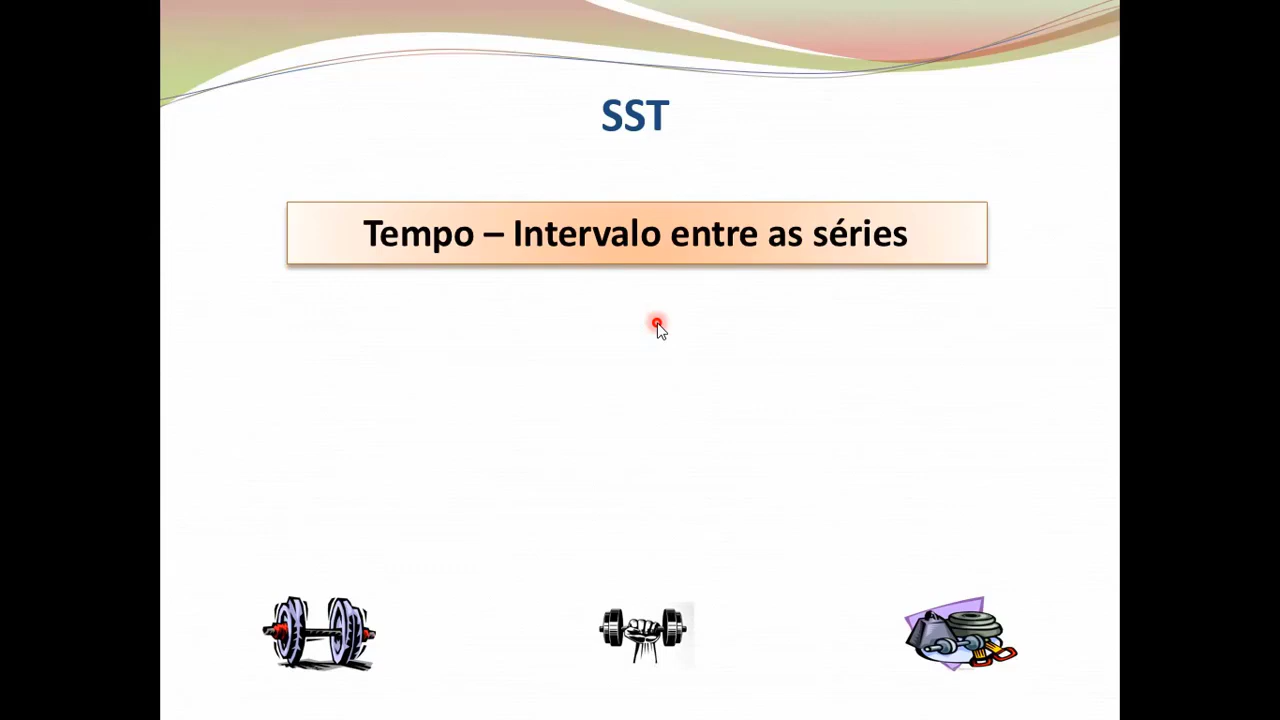 SST
Tempo – Intervalo entre as séries